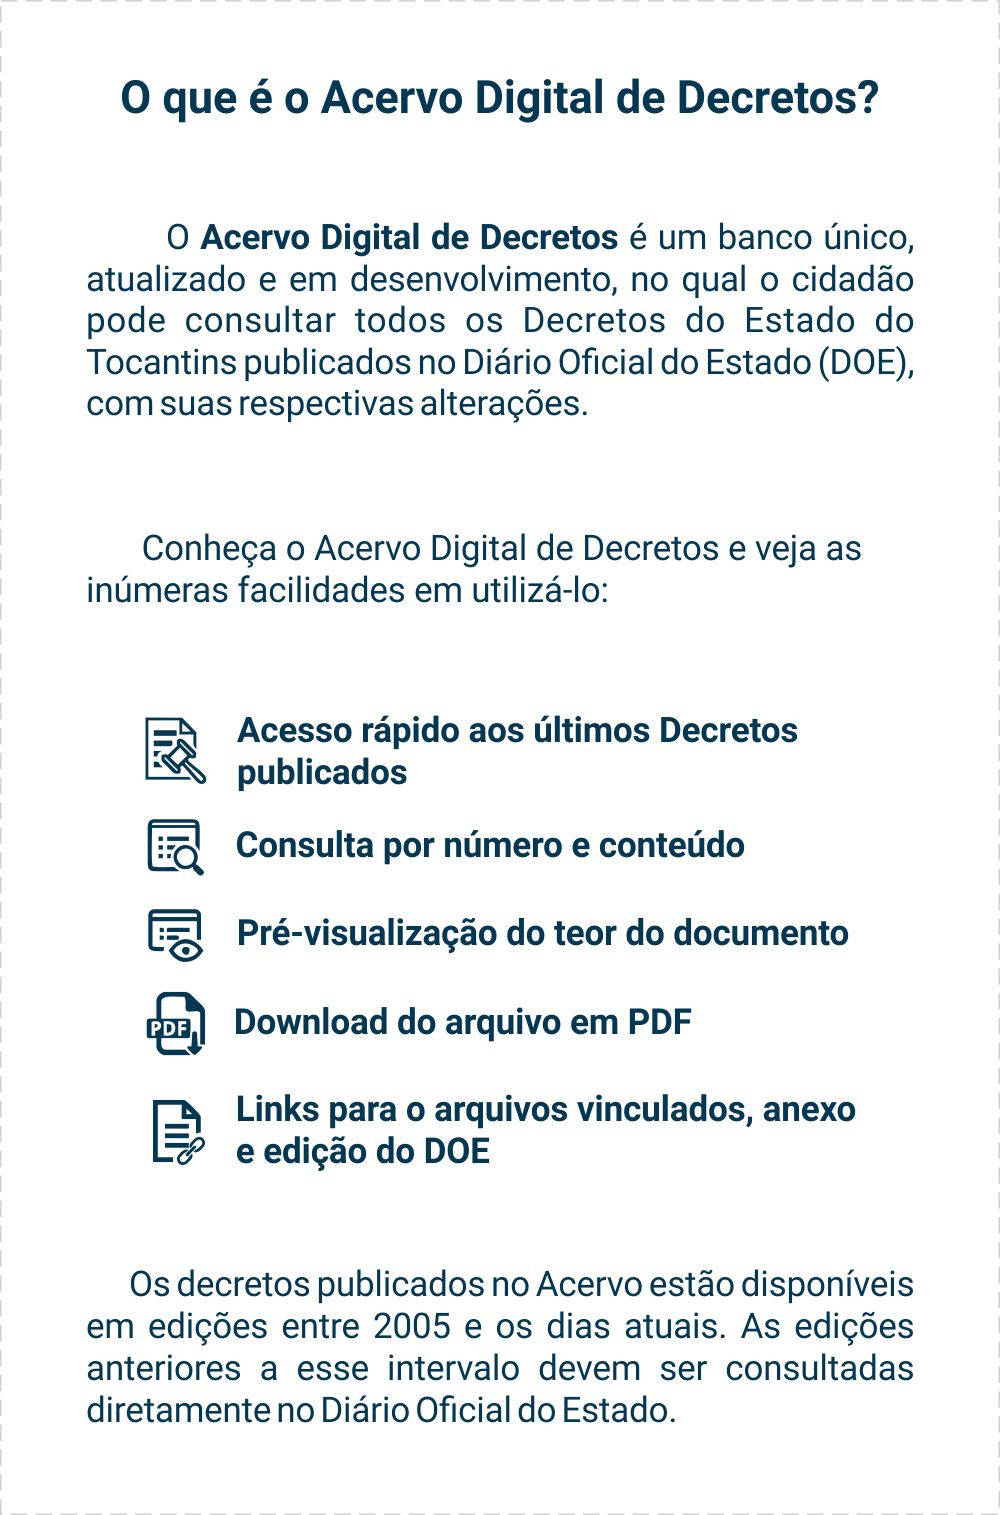 O que é o Acervo Digital de Decretos?
O Acervo Digital de Decretos é um banco único,
atualizado e em desenvolvimento, no qual o cidadão
pode consultar todos os Decretos do Estado do
Tocantins publicados no Diário Oficial do Estado (DOE),
com suas respectivas alterações.
Conheça o Acervo Digital de Decretos e veja as
inúmeras facilidades em utilizá-lo:
Acesso rápido aos últimos Decretos
publicados
Consulta por número e conteúdo
Pré-visualização do teor do documento
PDF
Download do arquivo em PDF
Links para o arquivos vinculados, anexo
e edição do DOE
Os decretos publicados no Acervo estão disponíveis
em edições entre 2005 e os dias atuais. As edições
anteriores a esse intervalo devem ser consultadas
diretamente no Diário Oficial do Estado.